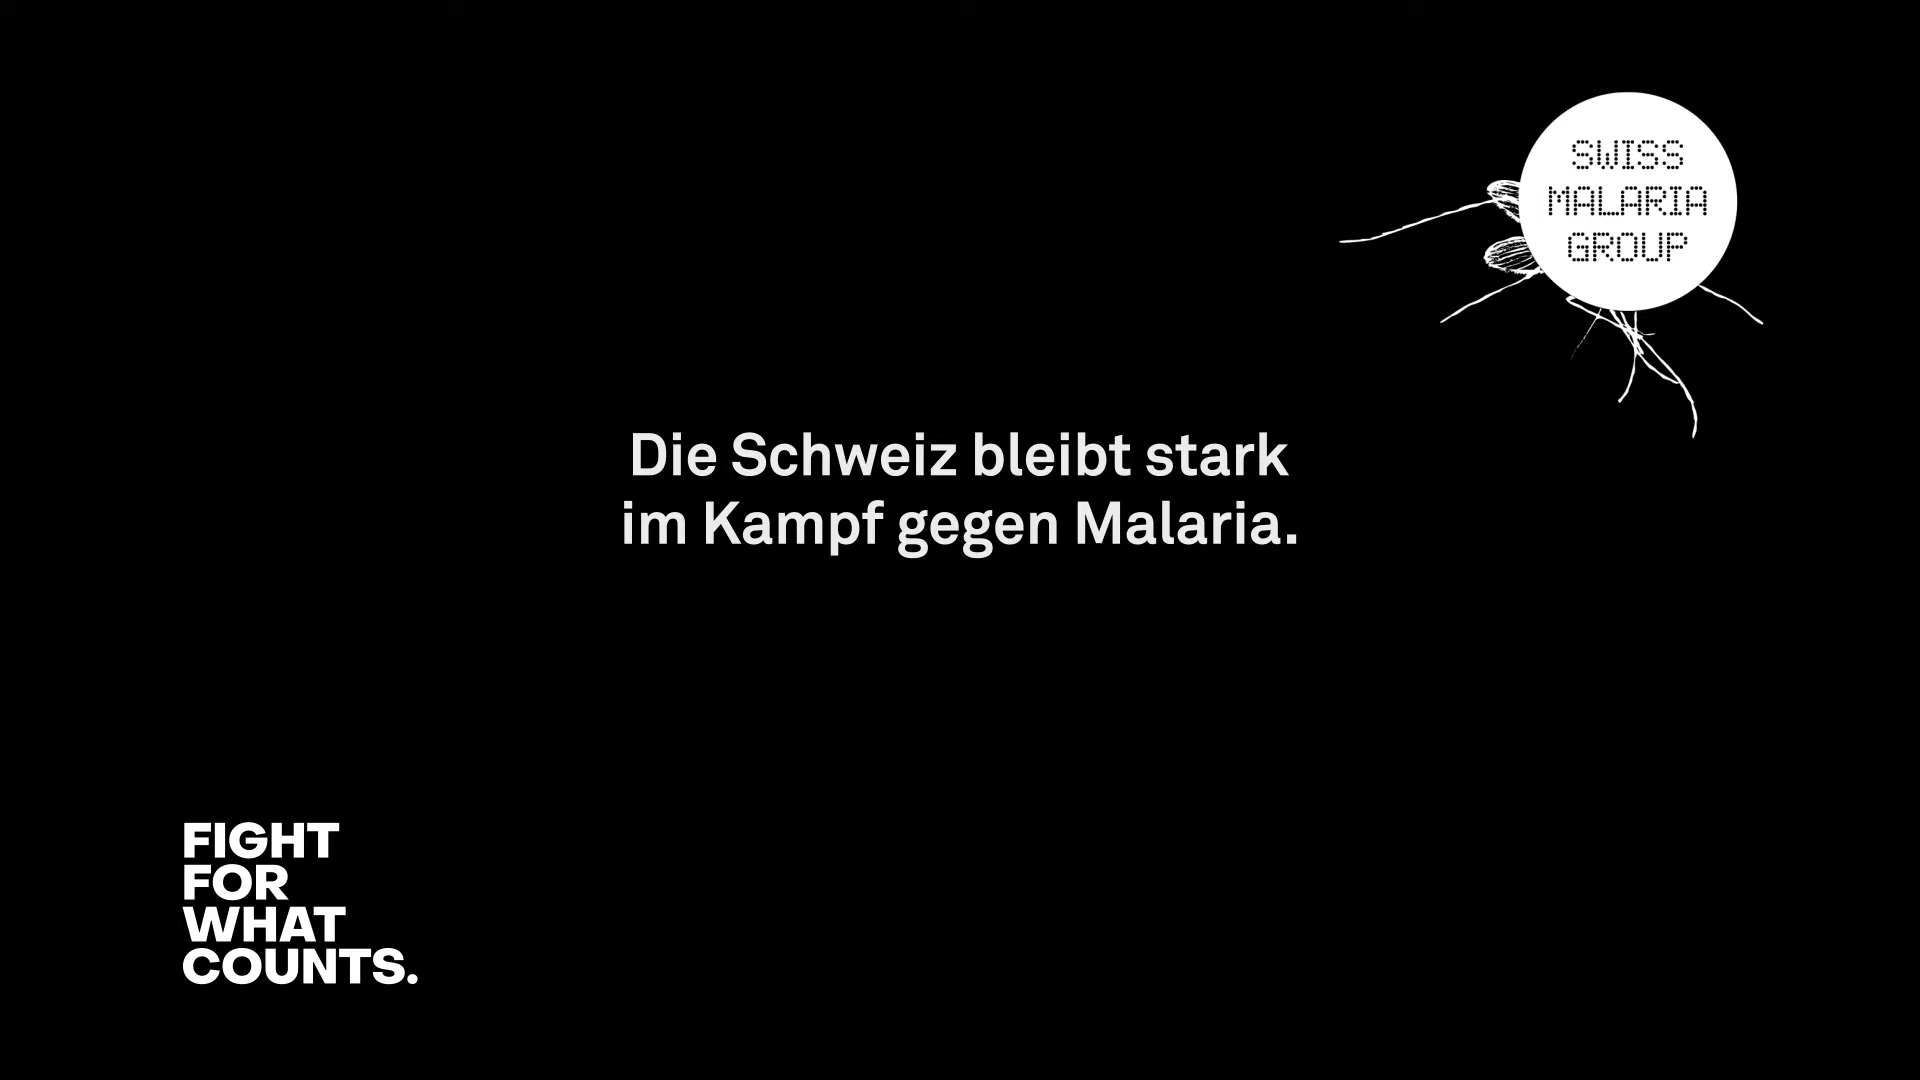 SWISS
MALARIA
GROUP
Die Schweiz bleibt stark
im Kampf gegen Malaria.
FIGHT
FOR
WHAT
COUNTS.